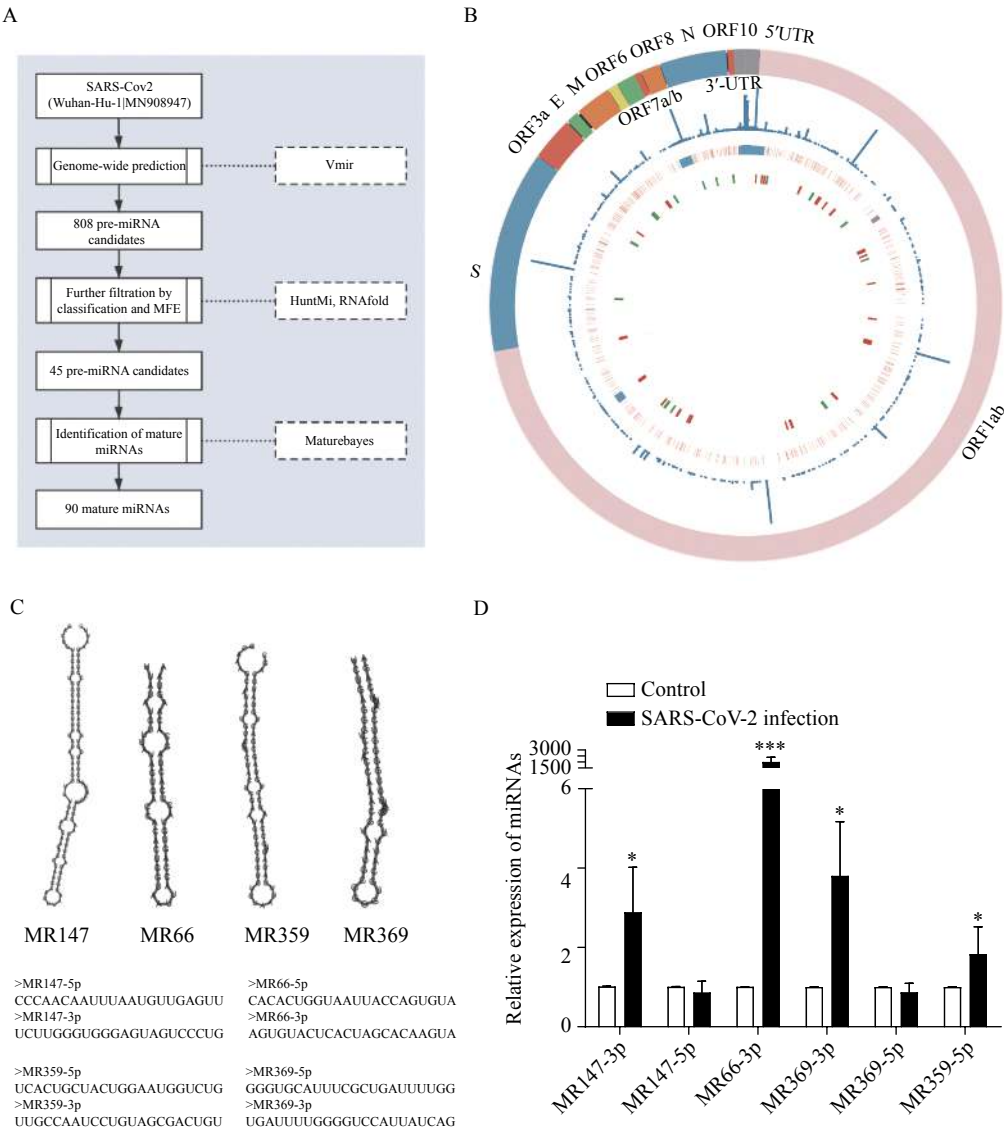 A
SARS-Cov2
(Wuhan-Hu-1|MN908947)
Genome-wide prediction
Vmir
808 pre-miRNA
candidates
Further filtration by
classification and MFE
HuntMi, RNAfold
45 pre-miRNA candidates
Identification of mature
miRNAs
Maturebayes
90 mature miRNAs
B
S
ORF3a
E
M
ORF6
ORF7a/b
ORF8
N
ORF10
3'-UTR
5'UTR
ORF1ab
C
MR147
MR66
MR359
MR369
>MR147-5p
CCCAACAAUUUAAUGUUGAGUU
>MR147-3p
UCUUGGGUGGGAGUAGUCCCUG
>MR66-5p
CACACUGGUAAUUACCAGUGUA
>MR66-3p
AGUGUACUCACUAGCACAAGUA
>MR359-5p
UCACUGCUACUGGAAUGGUCUG
>MR359-3p
UUGCCAAUCCUGUAGCGACUGU
>MR369-5p
GGGUGCAUUUCGCUGAUUUUGG
>MR369-3p
UGAUUUUGGGGUCCAUUAUCAG
D
Control
SARS-CoV-2 infection
Relative expression of miRNAs
3000
1500
6
4
2
0
*
***
*
*
MR147-3p
MR147-5p
MR66-3p
MR369-3p
MR369-5p
MR359-5p